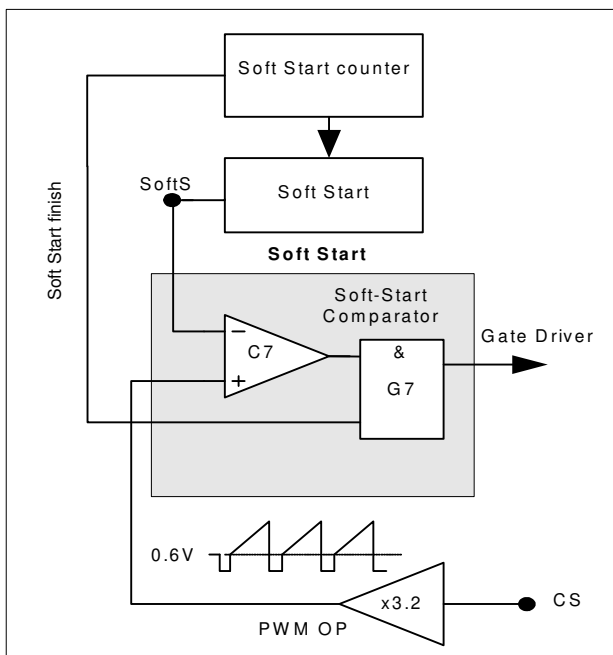 Soft Start counter
SoftS
Soft Start
Soft Start finish
Soft Start
Soft-Start
Comparator
Gate Driver
−
C7
+
&
G7
0.6V
x3.2
CS
PWM OP